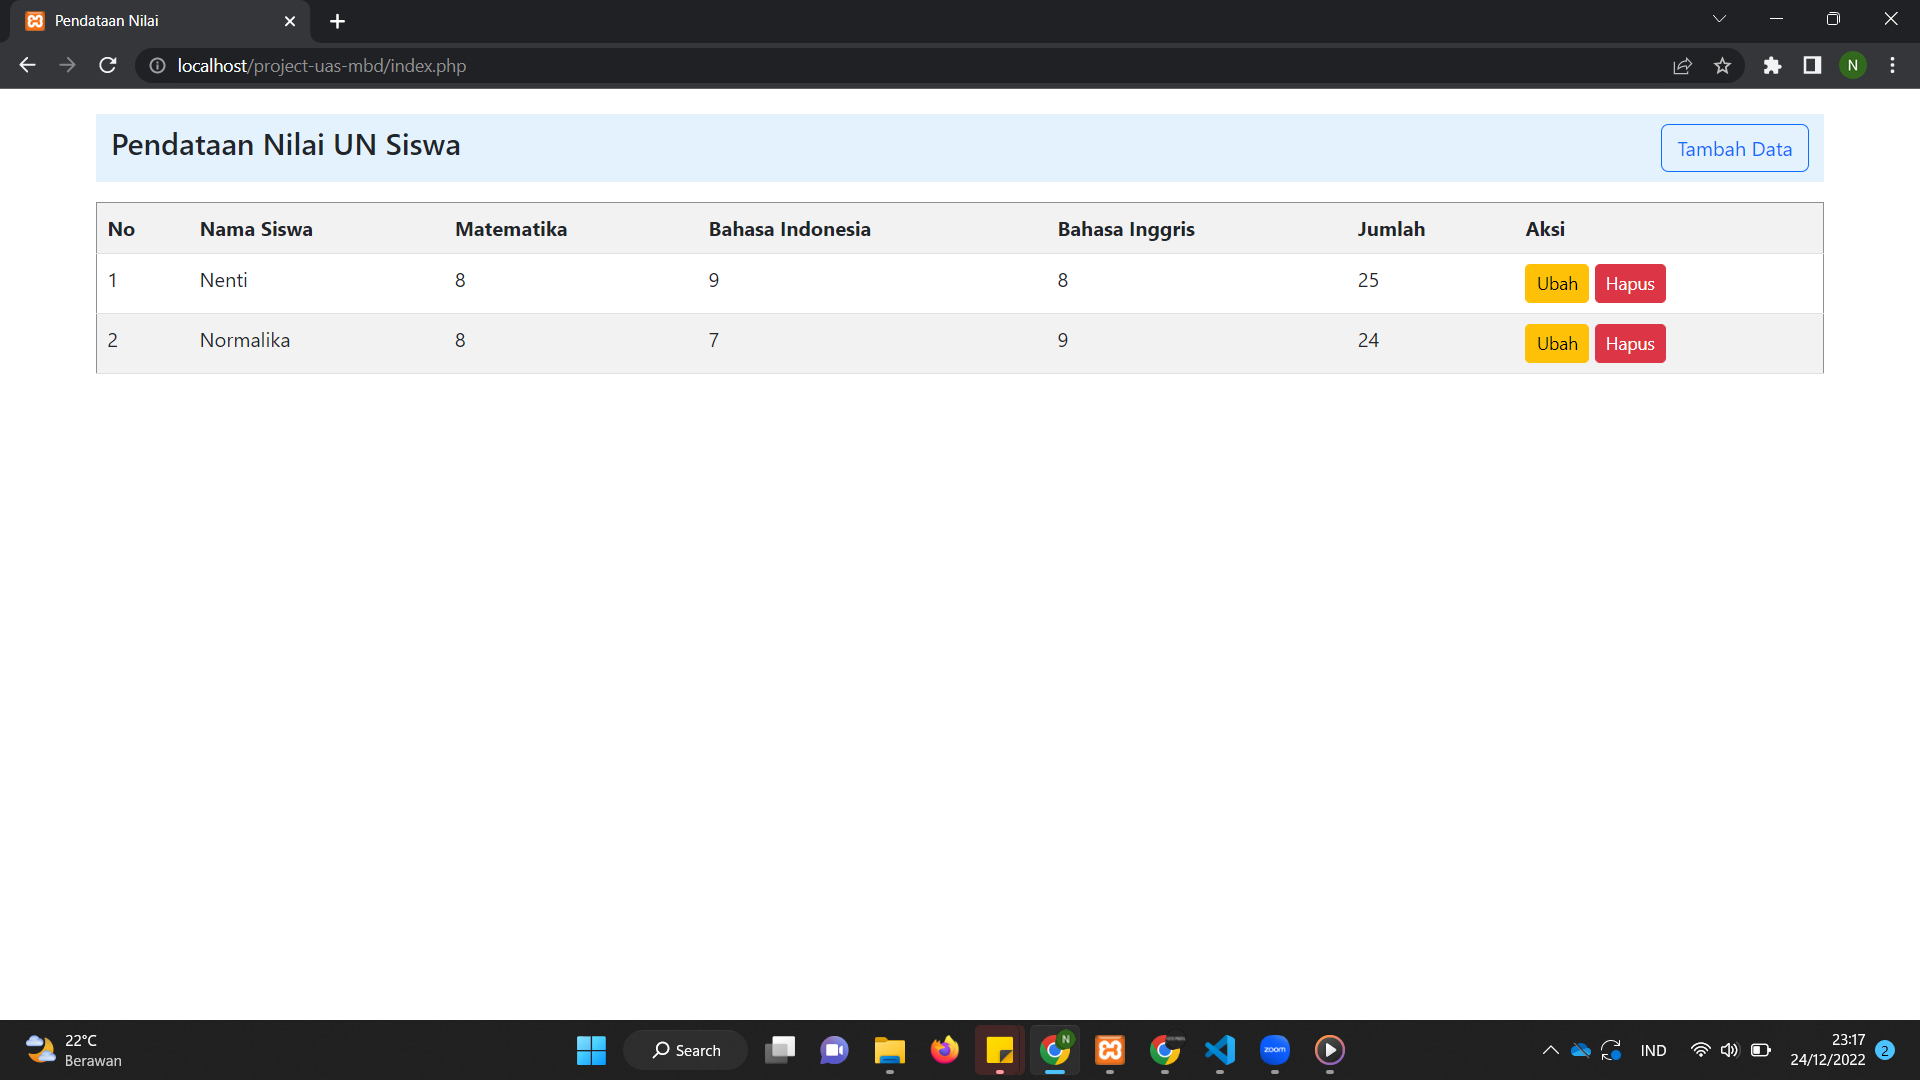 Pendataan Nilai
localhost/project-uas-mbd/index.php
N
Pendataan Nilai UN Siswa
Tambah Data
No Nama Siswa Matematika Bahasa Indonesia Bahasa Inggris Jumlah Aksi
1 Nenti 8 9 8 25 Ubah Hapus
2 Normalika 8 7 9 24 Ubah Hapus
22°C
Berawan
Search
N
zoom
IND
23:17
24/12/2022
2